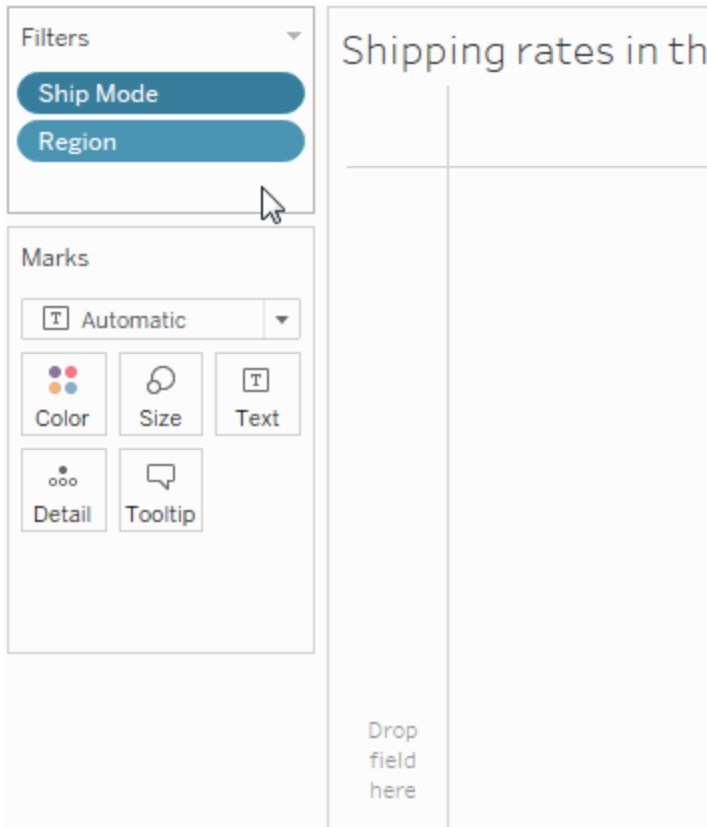 Filters
Ship Mode
Region
Marks
T Automatic
Color
Size
T
Text
Detail
Tooltip
Shipping rates in th
Drop
field
here